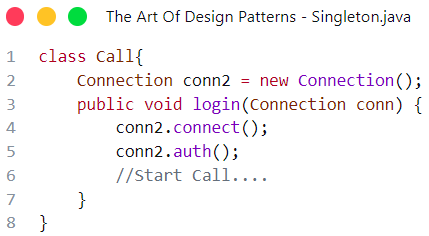 The Art Of Design Patterns - Singleton.java
1 class Call{
2     Connection conn2 = new Connection();
3     public void login(Connection conn) {
4         conn2.connect();
5         conn2.auth();
6         //Start Call....
7     }
8 }